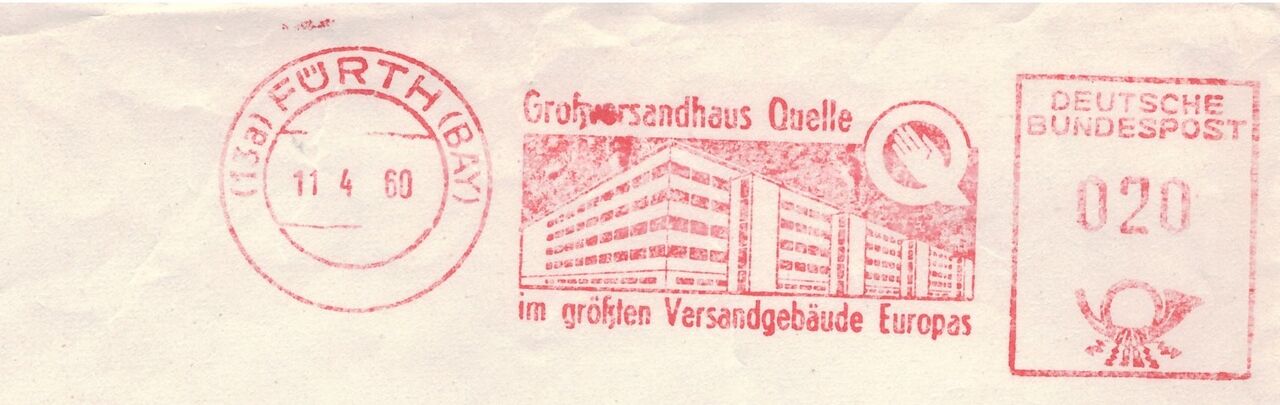 (13a) FÜRTH (BAY)
11 4 60
Großversandhaus Quelle
im größten Versandgebäude Europas
DEUTSCHE
BUNDESPOST
020